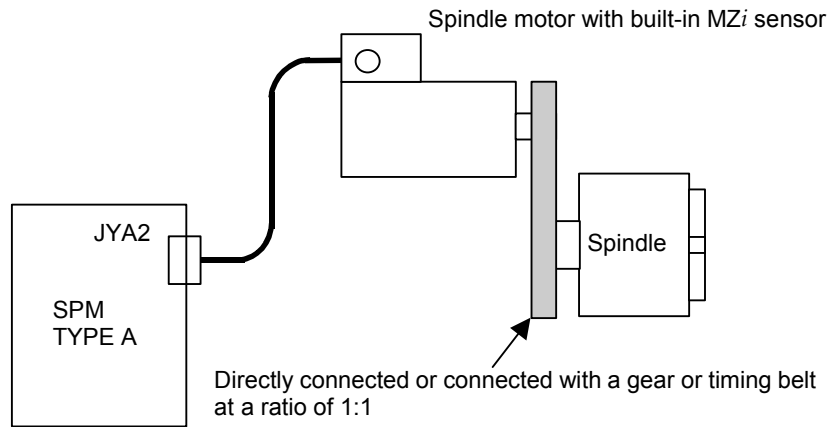 Spindle motor with built-in MZi sensor
JYA2
Spindle
SPM
TYPE A
Directly connected or connected with a gear or timing belt
at a ratio of 1:1